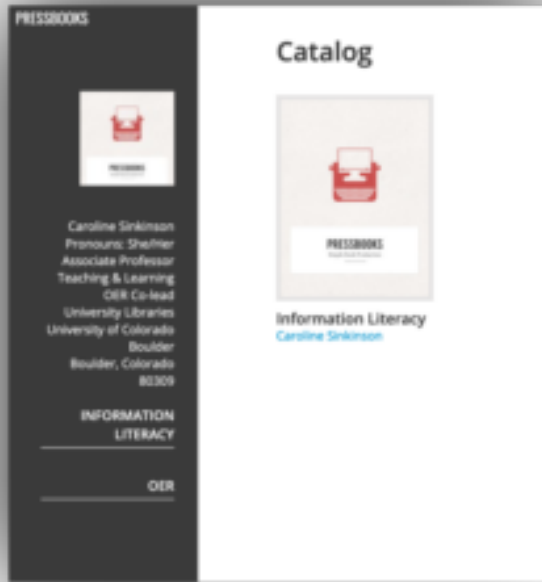 PRESSBOOKS
PRESSBOOKS
Caroline Sinkinson
Pronouns: She/Her
Associate Professor
Teaching & Learning
OER Co-lead
University Libraries
University of Colorado
Boulder
Boulder, Colorado
80309
INFORMATION
LITERACY
OER
Catalog
PRESSBOOKS
Information Literacy
Caroline Sinkinson